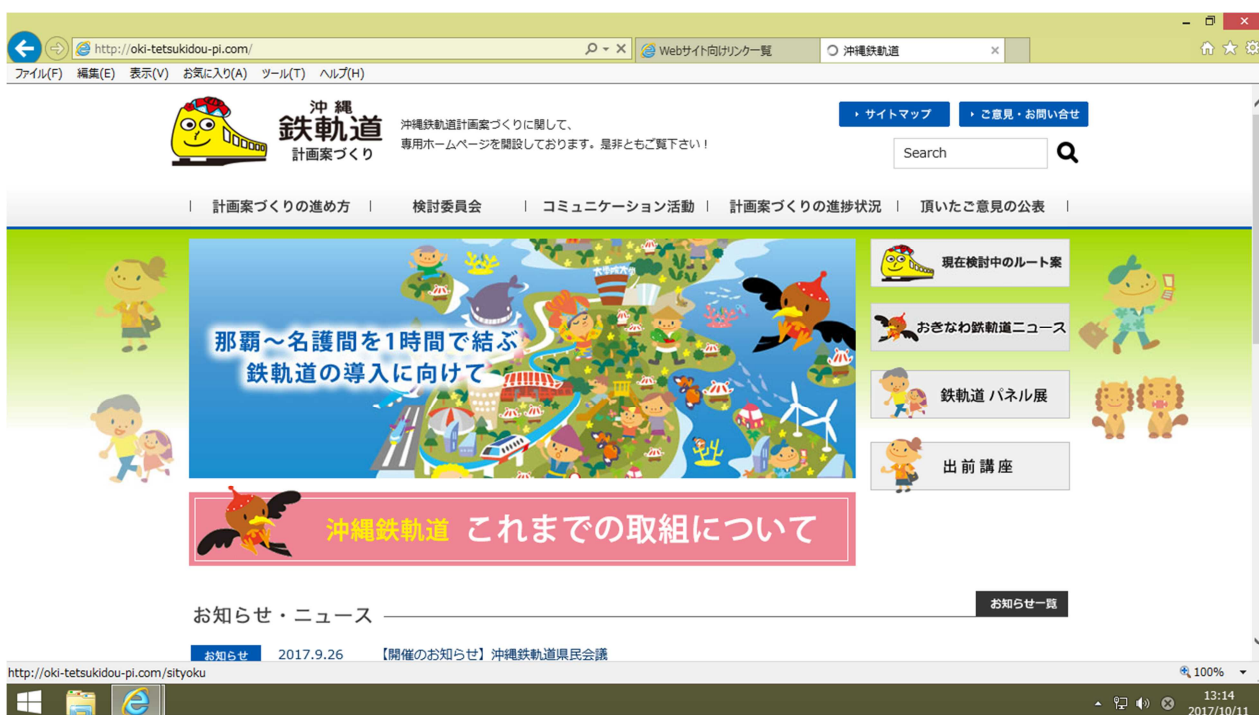 http://oki-tetsukidou-pi.com/
Webサイト向けリンク一覧
沖縄鉄軌道
ファイル(F) 編集(E) 表示(V) お気に入り(A) ツール(T) ヘルプ(H)
沖縄
鉄軌道
計画案づくり
沖縄鉄軌道計画案づくりに関して、
専用ホームページを開設しております。是非ともご覧下さい!
サイトマップ
ご意見・お問い合せ
Search
計画案づくりの進め方
検討委員会
コミュニケーション活動
計画案づくりの進捗状況
頂いたご意見の公表
大学院大学
那覇~名護間を1時間で結ぶ
鉄軌道の導入に向けて
現在検討中のルート案
おきなわ鉄軌道ニュース
鉄軌道 パネル展
出前講座
沖縄鉄軌道 これまでの取組について
お知らせ・ニュース
お知らせ一覧
お知らせ 2017.9.26 【開催のお知らせ】沖縄鉄軌道県民会議
http://oki-tetsukidou-pi.com/sityoku
100%
13:14
2017/10/11